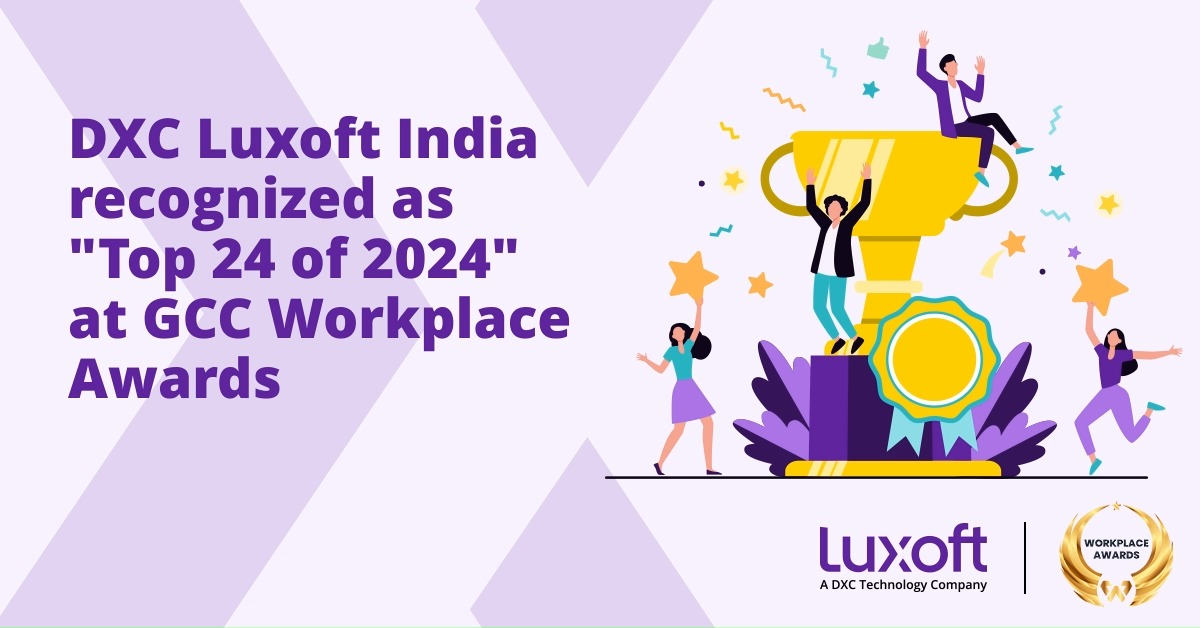 DXC Luxoft India
recognized as
"Top 24 of 2024"
at GCC Workplace
Awards
Luxoft
A DXC Technology Company
WORKPLACE
AWARDS